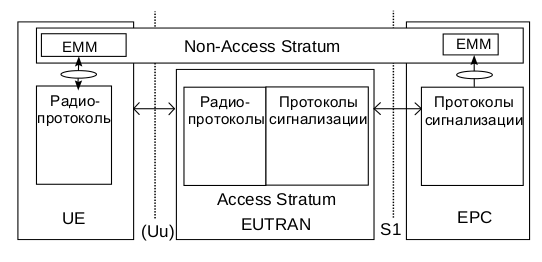 EMM
Non-Access Stratum
EMM
Радио-
протоколь
Радио-
протоколы
Протоколы
сигнализации
Протоколы
сигнализации
Access Stratum
UE
(Uu)
EUTRAN
S1
EPC